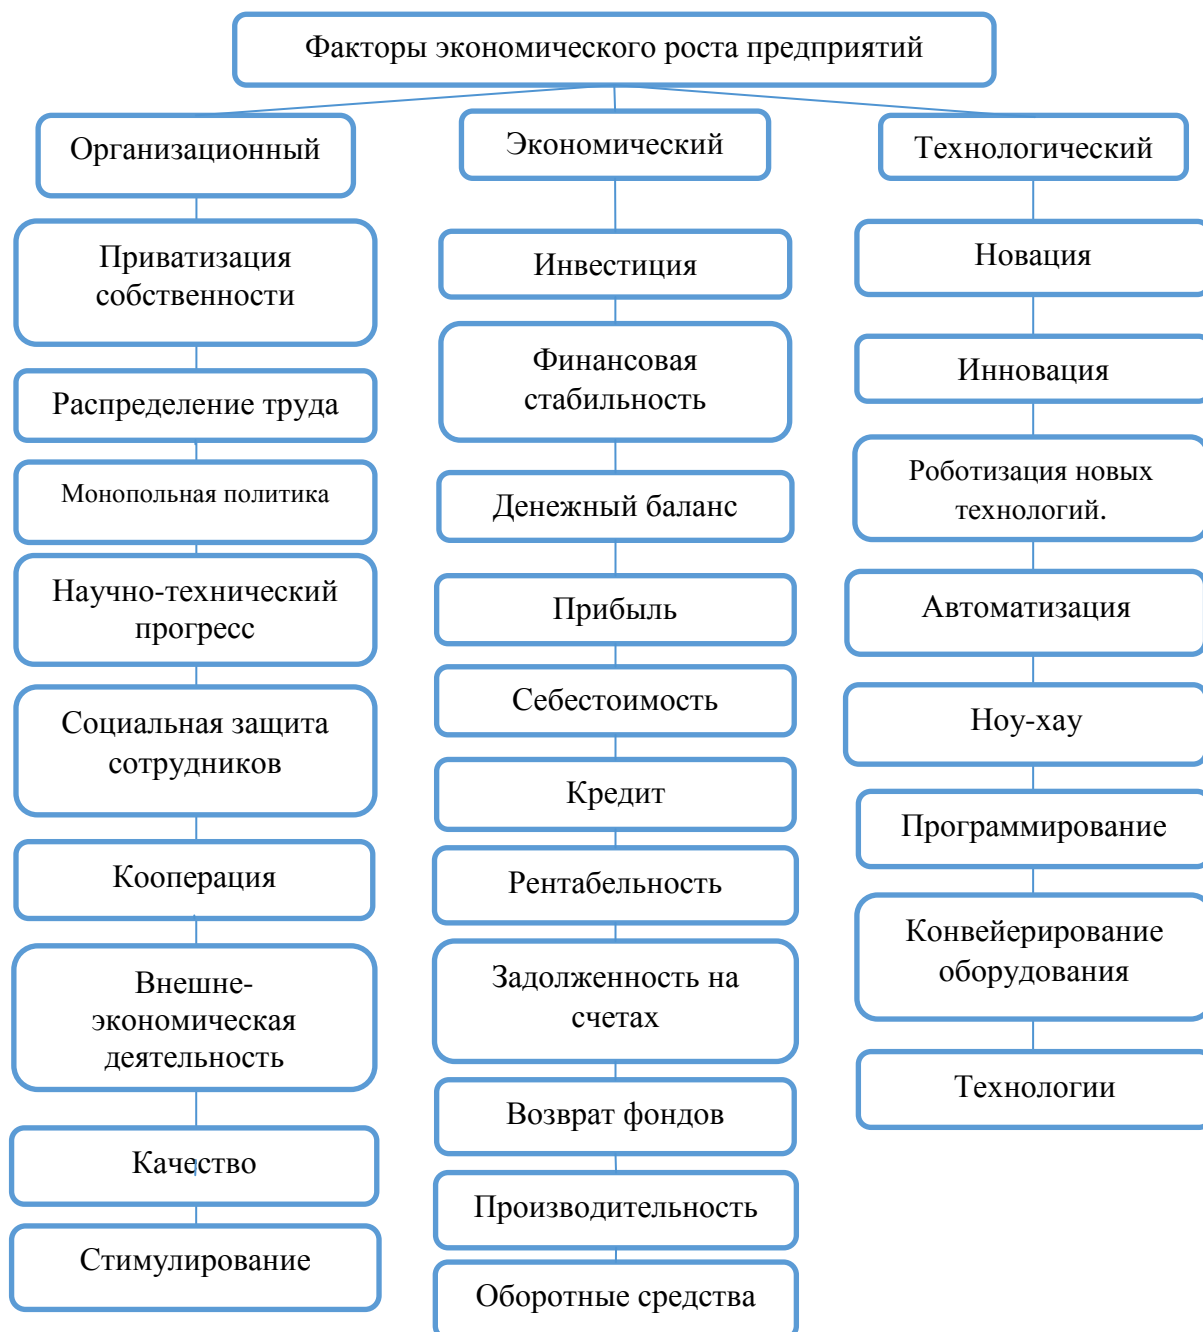 Факторы экономического роста предприятий
Организационный
Приватизация
собственности
Распределение труда
Монопольная политика
Научно-технический
прогресс
Социальная защита
сотрудников
Кооперация
Внешне-
экономическая
деятельность
Качество
Стимулирование
Экономический
Инвестиция
Финансовая
стабильность
Денежный баланс
Прибыль
Себестоимость
Кредит
Рентабельность
Задолженность на
счетах
Возврат фондов
Производительность
Оборотные средства
Технологический
Новация
Инновация
Роботизация новых
технологий.
Автоматизация
Ноу-хау
Программирование
Конвейерирование
оборудования
Технологии